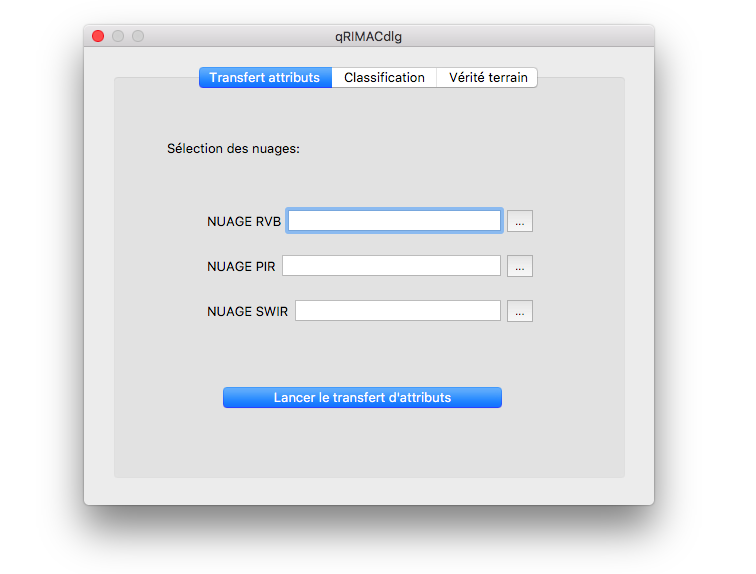 qRIMACdlg
Transfert attributs Classification Vérité terrain
Sélection des nuages:
NUAGE RVB ...
NUAGE PIR ...
NUAGE SWIR ...
Lancer le transfert d'attributs